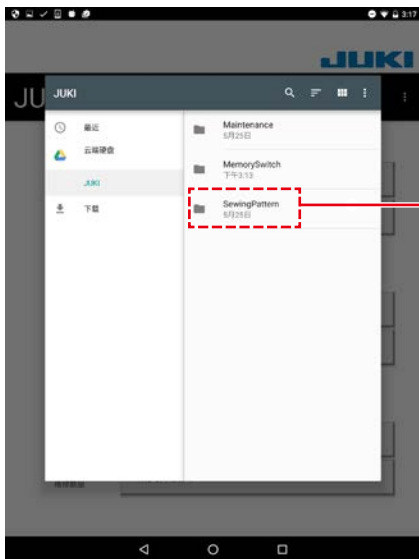 3:17
JUKI
JU
JUKI
最近
云端硬盘
JUKI
下载
Maintenance
5月25日
MemorySwitch
下午3:13
SewingPattern
5月25日